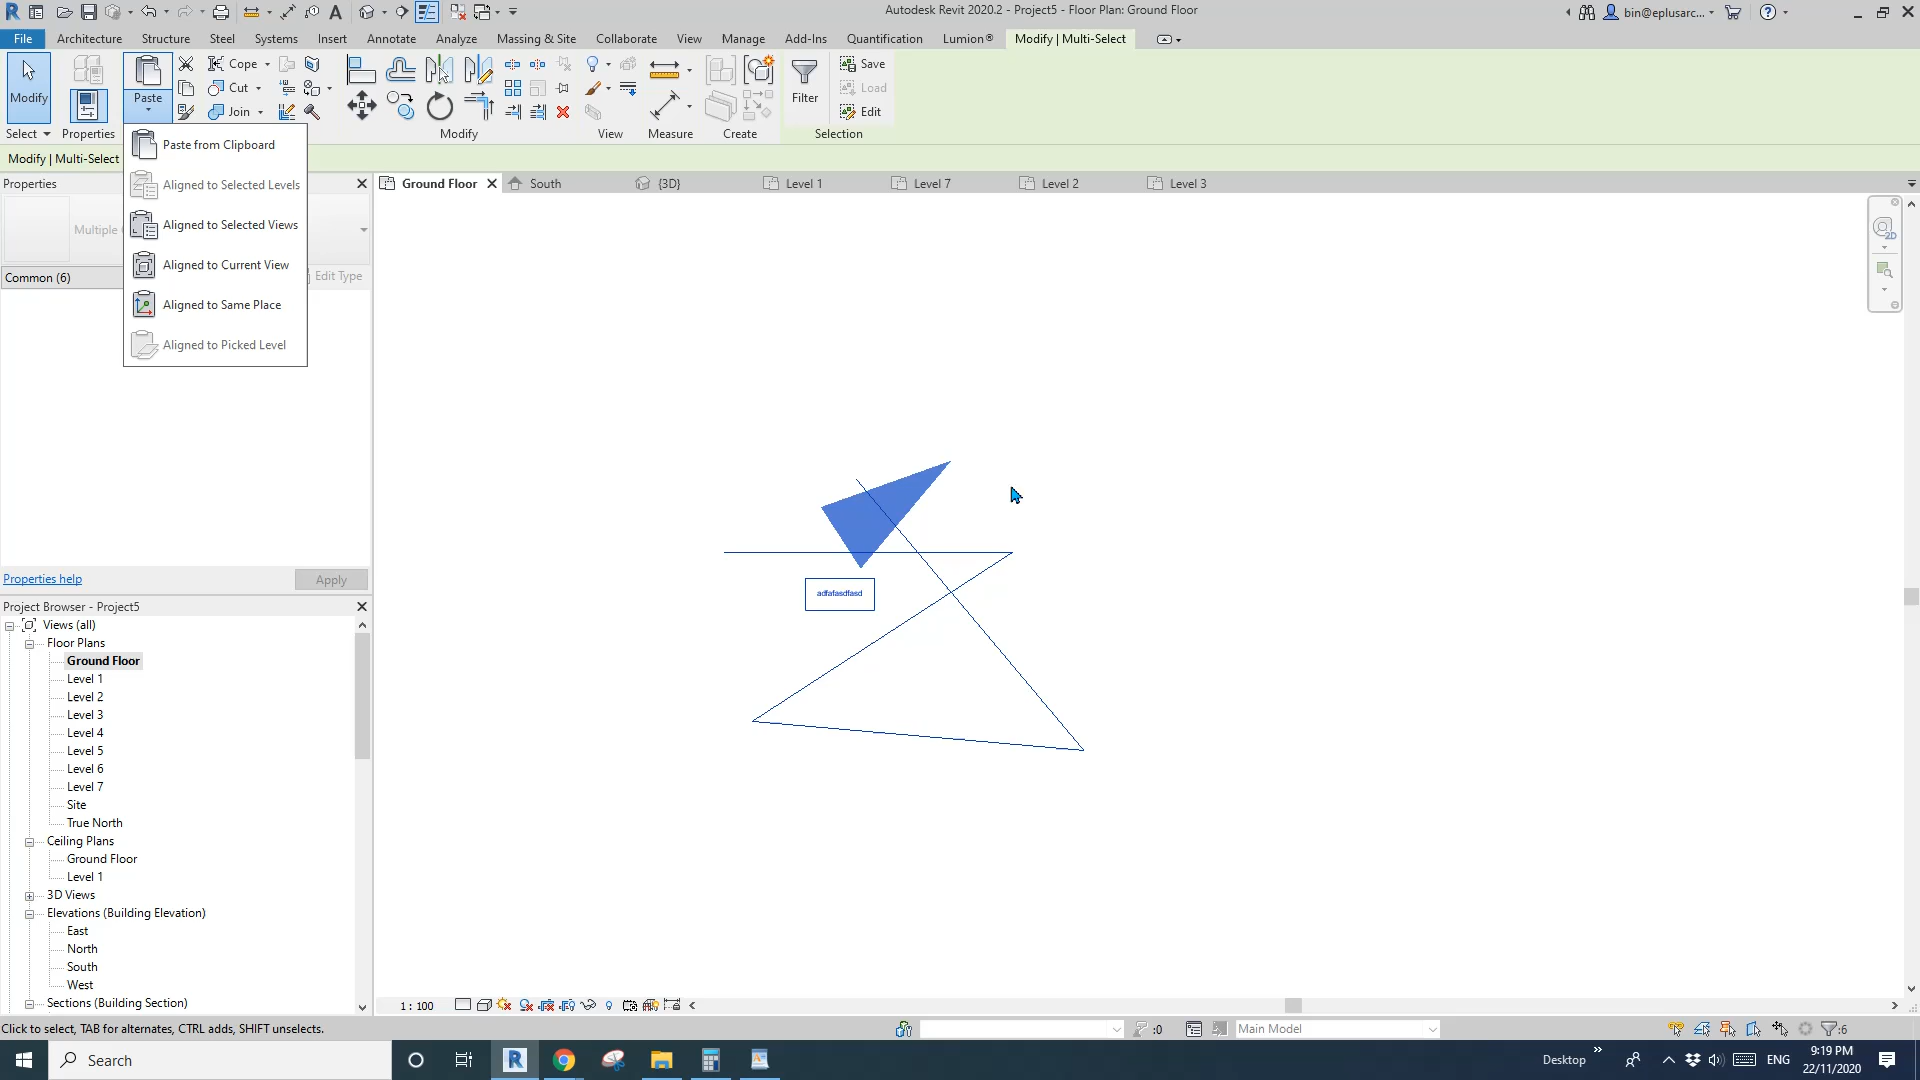 Autodesk Revit 2020.2 - Project5 - Floor Plan: Ground Floor
bin@eplusarc...
File Architecture Structure Steel Systems Insert Annotate Analyze Massing & Site Collaborate View Manage Add-Ins Quantification Lumion® Modify | Multi-Select
Modify
Paste
Cope
Cut
Join
Filter
Save
Load
Edit
Select Properties Modify View Measure Create Selection
Paste from Clipboard
Aligned to Selected Levels
Aligned to Selected Views
Aligned to Current View
Aligned to Same Place
Aligned to Picked Level
Modify | Multi-Select
Properties
Multiple
Common (6)
Edit Type
Ground Floor South {3D} Level 1 Level 7 Level 2 Level 3
2D
adfafasdfasd
Properties help
Apply
Project Browser - Project5
Views (all)
Floor Plans
Ground Floor
Level 1
Level 2
Level 3
Level 4
Level 5
Level 6
Level 7
Site
True North
Ceiling Plans
Ground Floor
Level 1
3D Views
Elevations (Building Elevation)
East
North
South
West
Sections (Building Section)
1 : 100
Click to select, TAB for alternates, CTRL adds, SHIFT unselects.
:0
Main Model
:6
Search
Desktop
ENG
9:19 PM
22/11/2020